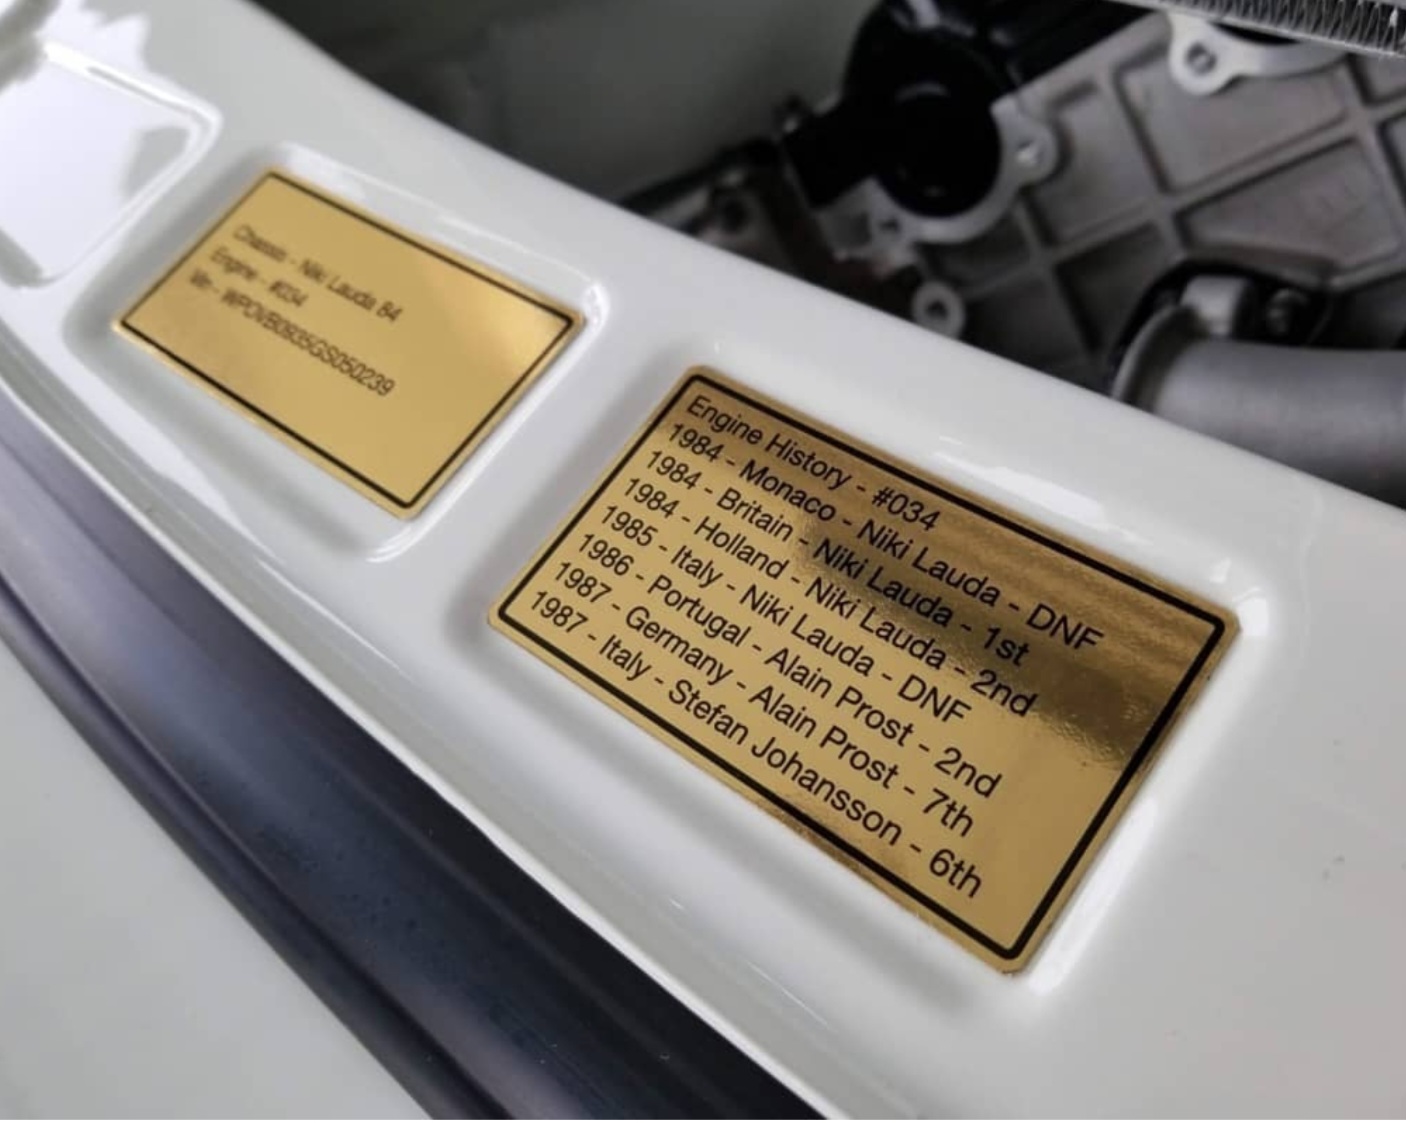 Chassis - Niki Lauda 84
Engine - #034
Vin - WP0VB0935GS050239
Engine History - #034
1984 - Monaco - Niki Lauda - DNF
1984 - Britain - Niki Lauda - 1st
1984 - Holland - Niki Lauda - 2nd
1985 - Italy - Niki Lauda - DNF
1986 - Portugal - Alain Prost - 2nd
1987 - Germany - Alain Prost - 7th
1987 - Italy - Stefan Johansson - 6th